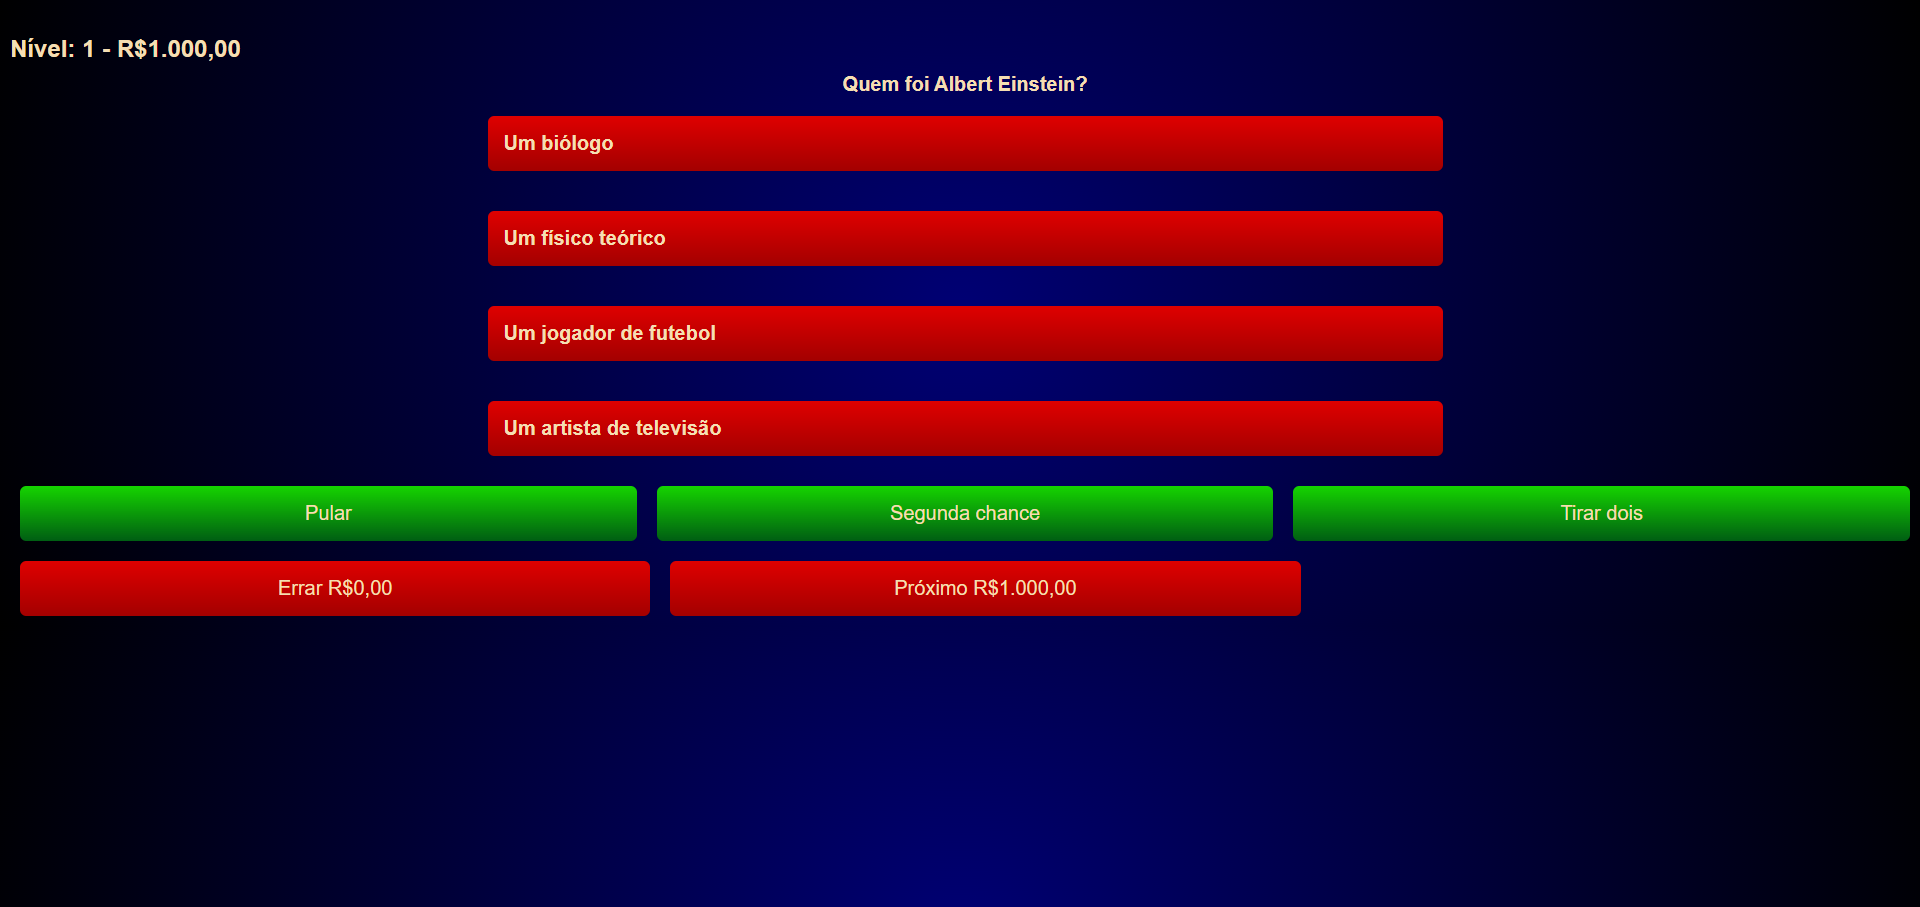 Nível: 1 - R$1.000,00
Quem foi Albert Einstein?
Um biólogo
Um físico teórico
Um jogador de futebol
Um artista de televisão
Pular
Segunda chance
Tirar dois
Errar R$0,00
Próximo R$1.000,00